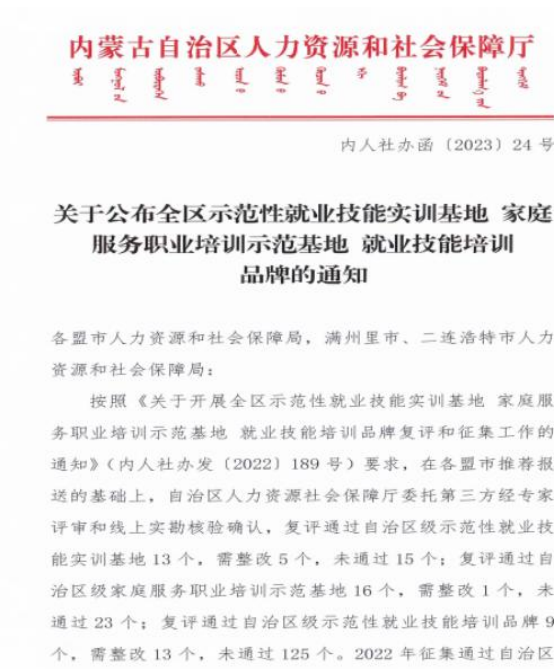 内蒙古自治区人力资源和社会保障厅
内人社办函〔2023〕24号
关于公布全区示范性就业技能实训基地 家庭
服务职业培训示范基地 就业技能培训
品牌的通知
各盟市人力资源和社会保障局，满州里市、二连浩特市人力
资源和社会保障局：
按照《关于开展全区示范性就业技能实训基地 家庭服
务职业培训示范基地 就业技能培训品牌复评和征集工作的
通知》（内人社办发〔2022〕189号）要求，在各盟市推荐报
送的基础上，自治区人力资源社会保障厅委托第三方经专家
评审和线上实勘核验确认，复评通过自治区级示范性就业技
能实训基地13个，需整改5个，未通过15个；复评通过自
治区级家庭服务职业培训示范基地16个，需整改1个，未
通过23个；复评通过自治区级示范性就业技能培训品牌9
个，需整改13个，未通过125个。2022年征集通过自治区